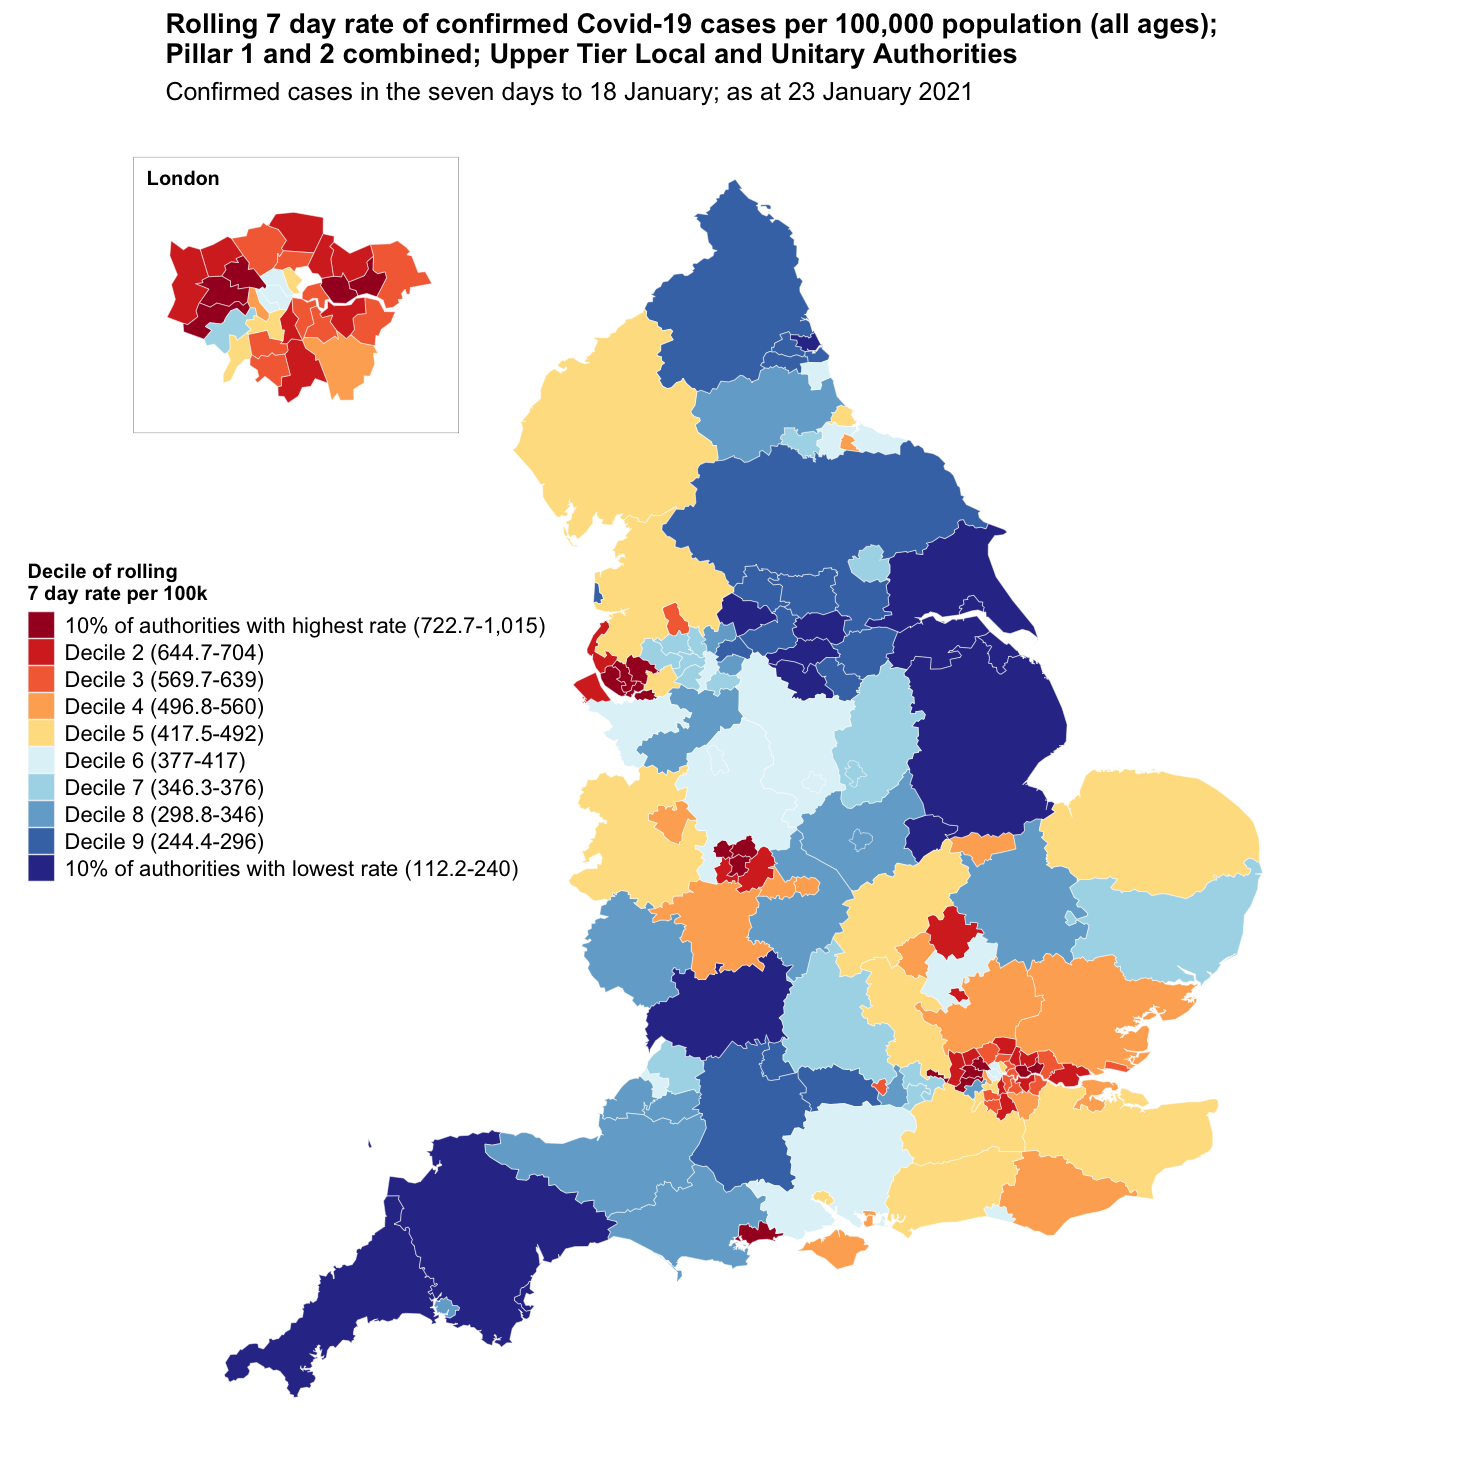 Rolling 7 day rate of confirmed Covid-19 cases per 100,000 population (all ages);
Pillar 1 and 2 combined; Upper Tier Local and Unitary Authorities
Confirmed cases in the seven days to 18 January; as at 23 January 2021
London
Decile of rolling
7 day rate per 100k
10% of authorities with highest rate (722.7-1,015)
Decile 2 (644.7-704)
Decile 3 (569.7-639)
Decile 4 (496.8-560)
Decile 5 (417.5-492)
Decile 6 (377-417)
Decile 7 (346.3-376)
Decile 8 (298.8-346)
Decile 9 (244.4-296)
10% of authorities with lowest rate (112.2-240)